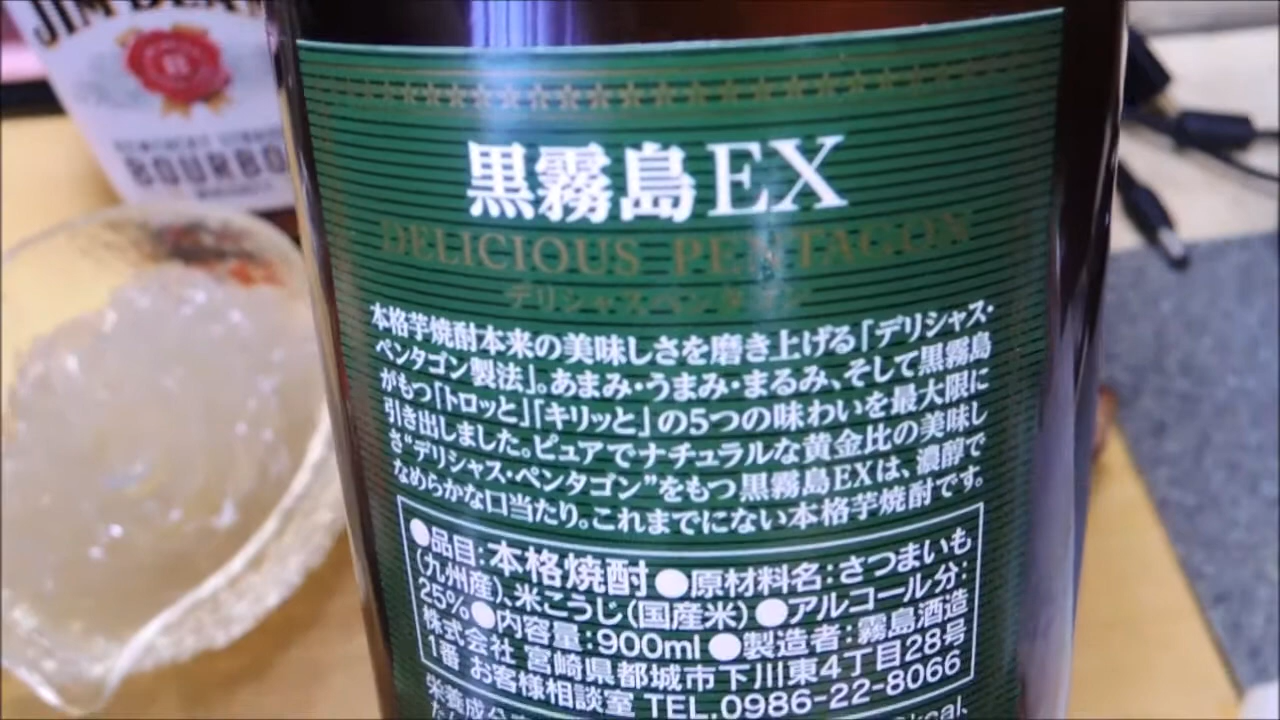 JIM BEAM
BOURBO
黒霧島EX
DELICIOUS PENTAGON
デリシャスペンタゴン
本格芋焼酎本来の美味しさを磨き上げる「デリシャス・
ペンタゴン製法」。あまみ・うまみ・まるみ、そして黒霧島
がもつ「トロッと」「キリッと」の5つの味わいを最大限に
引き出しました。ピュアでナチュラルな黄金比の美味し
さ“デリシャス・ペンタゴン”をもつ黒霧島EXは、濃醇で
なめらかな口当たり。これまでにない本格芋焼酎です。
●品目:本格焼酎●原材料名:さつまいも
(九州産)、米こうじ(国産米)●アルコール分:
25%●内容量:900ml●製造者:霧島酒造
株式会社 宮崎県都城市下川東4丁目28号
1番 お客様相談室 TEL.0986-22-8066
栄養成分
kcal、